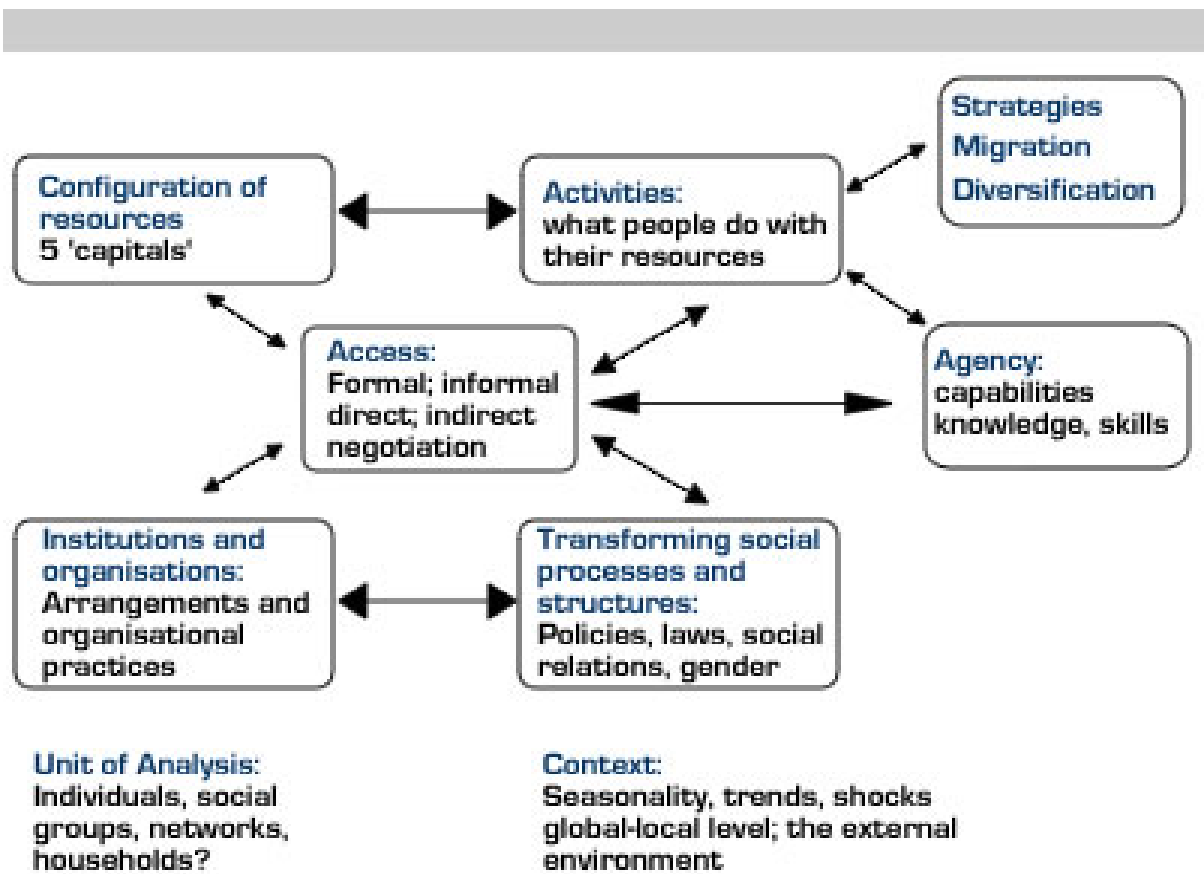 Configuration of
resources
5 'capitals'
Activities:
what people do with
their resources
Strategies
Migration
Diversification
Access:
Formal; informal
direct; indirect
negotiation
Agency:
capabilities
knowledge, skills
Institutions and
organisations:
Arrangements and
organisational
practices
Transforming social
processes and
structures:
Policies, laws, social
relations, gender
Unit of Analysis:
Individuals, social
groups, networks,
households?
Context:
Seasonality, trends, shocks
global-local level; the external
environment